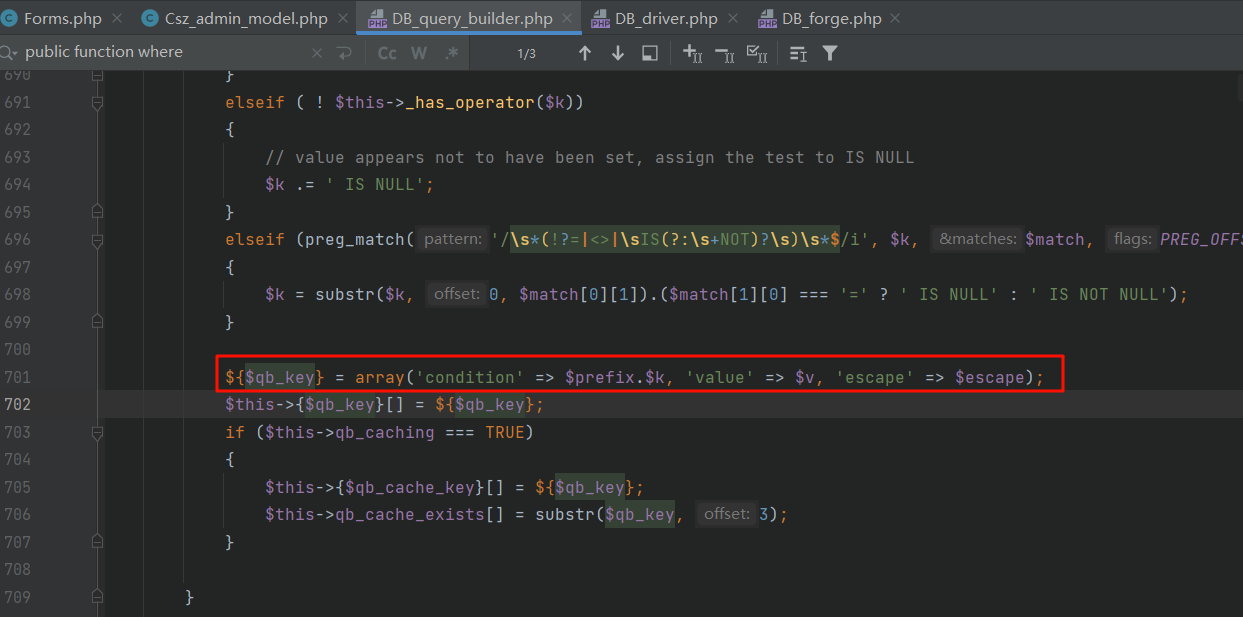 Forms.php Csz_admin_model.php DB_query_builder.php DB_driver.php DB_forge.php
public function where Cc W .* 1/3
690 }
691 elseif ( ! $this->_has_operator($k))
692 {
693 // value appears not to have been set, assign the test to IS NULL
694 $k .= ' IS NULL';
695 }
696 elseif (preg_match( pattern: '/\s*(!?=|<>|\sIS(?:\s+NOT)?\s)\s*$/i', $k, &matches: $match, flags: PREG_OFFS
697 {
698 $k = substr($k, offset: 0, $match[0][1]).($match[1][0] === '=' ? ' IS NULL' : ' IS NOT NULL');
699 }
700
701 ${$qb_key} = array('condition' => $prefix.$k, 'value' => $v, 'escape' => $escape);
702 $this->{$qb_key}[] = ${$qb_key};
703 if ($this->qb_caching === TRUE)
704 {
705 $this->{$qb_cache_key}[] = ${$qb_key};
706 $this->qb_cache_exists[] = substr($qb_key, offset: 3);
707 }
708
709 }